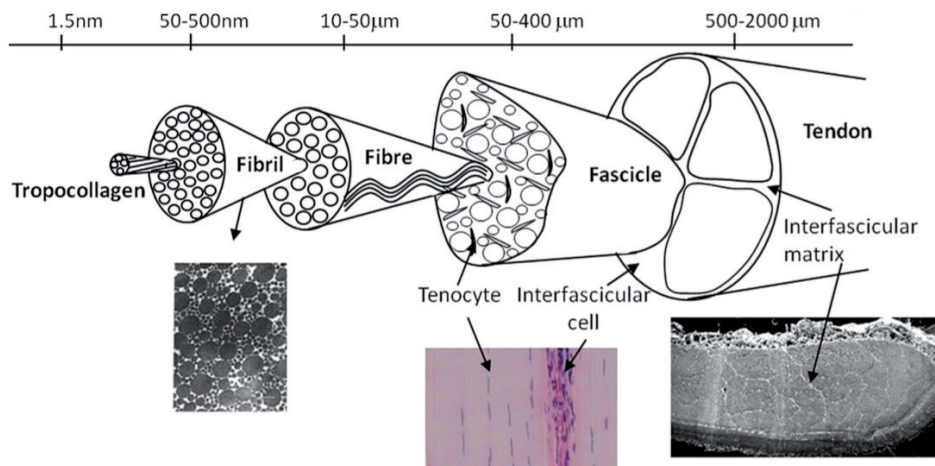 1.5nm 50-500nm 10-50μm 50-400 μm 500-2000 μm
Tropocollagen
Fibril
Fibre
Fascicle
Tendon
Interfascicular
matrix
Tenocyte
Interfascicular
cell